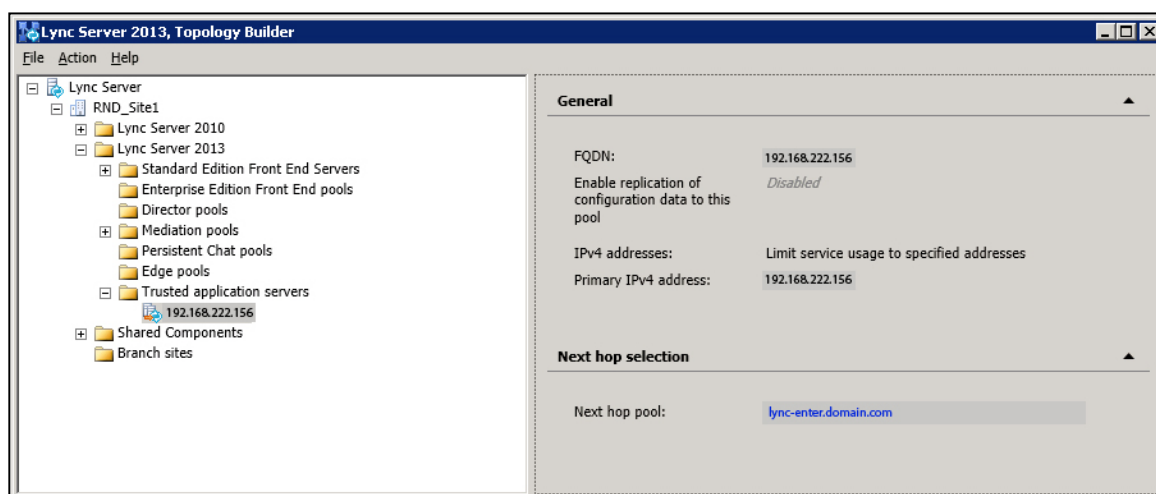 Lync Server 2013, Topology Builder
File Action Help
Lync Server
RND_Site1
Lync Server 2010
Lync Server 2013
Standard Edition Front End Servers
Enterprise Edition Front End pools
Director pools
Mediation pools
Persistent Chat pools
Edge pools
Trusted application servers
192.168.222.156
Shared Components
Branch sites
General
FQDN: 192.168.222.156
Enable replication of Disabled
configuration data to this
pool
IPv4 addresses: Limit service usage to specified addresses
Primary IPv4 address: 192.168.222.156
Next hop selection
Next hop pool: lync-enter.domain.com